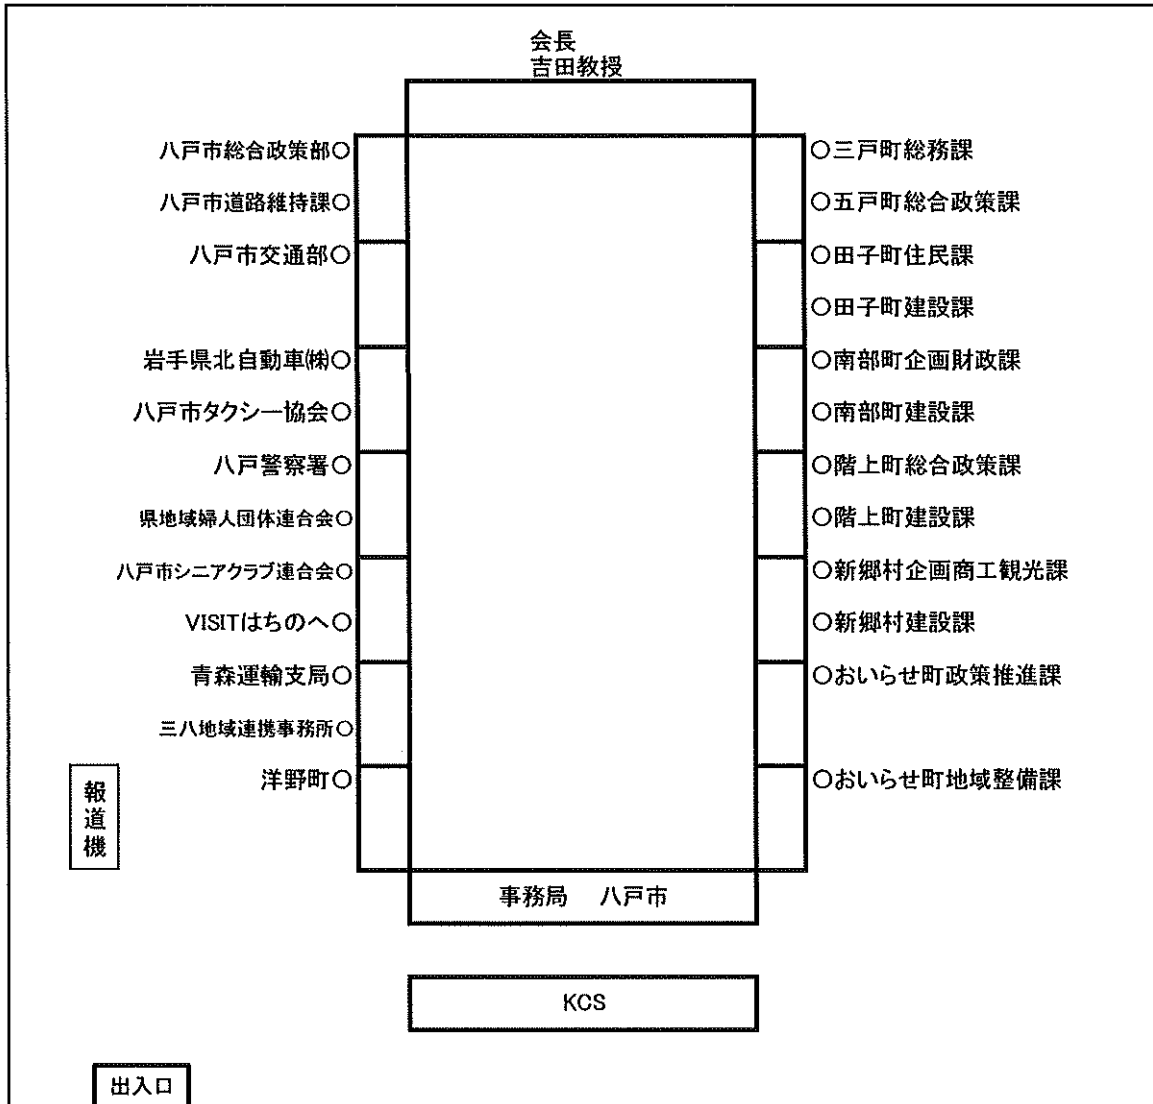 会長
吉田教授
八戸市総合政策部○
八戸市道路維持課○
八戸市交通部○
岩手県北自動車㈱○
八戸市タクシー協会○
八戸警察署○
県地域婦人団体連合会○
八戸市シニアクラブ連合会○
VISITはちのへ○
青森運輸支局○
三八地域連携事務所○
洋野町○
○三戸町総務課
○五戸町総合政策課
○田子町住民課
○田子町建設課
○南部町企画財政課
○南部町建設課
○階上町総合政策課
○階上町建設課
○新郷村企画商工観光課
○新郷村建設課
○おいらせ町政策推進課
○おいらせ町地域整備課
報道機
事務局　八戸市
KCS
出入口